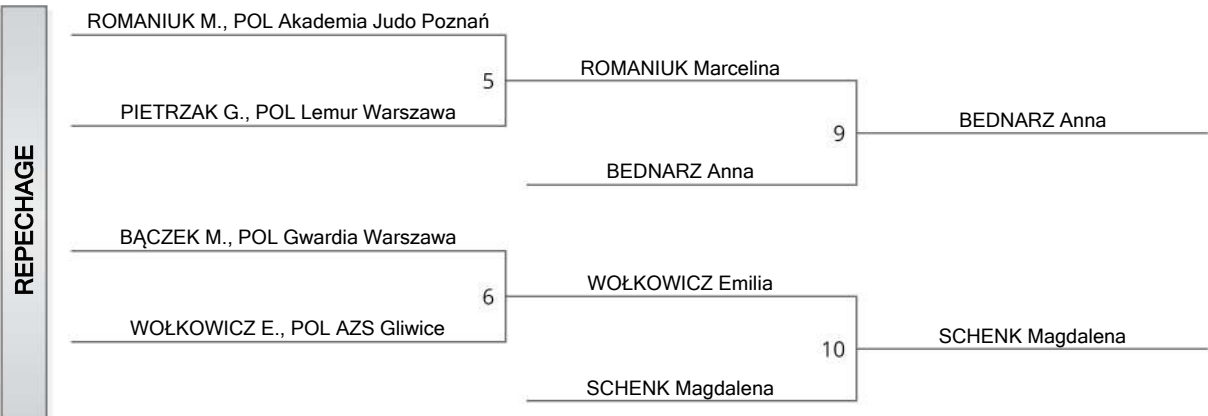 REPECHAGE
ROMANIUK M., POL Akademia Judo Poznań
5
PIETRZAK G., POL Lemur Warszawa
ROMANIUK Marcelina
9
BEDNARZ Anna
BEDNARZ Anna
BĄCZEK M., POL Gwardia Warszawa
6
WOŁKOWICZ E., POL AZS Gliwice
WOŁKOWICZ Emilia
10
SCHENK Magdalena
SCHENK Magdalena